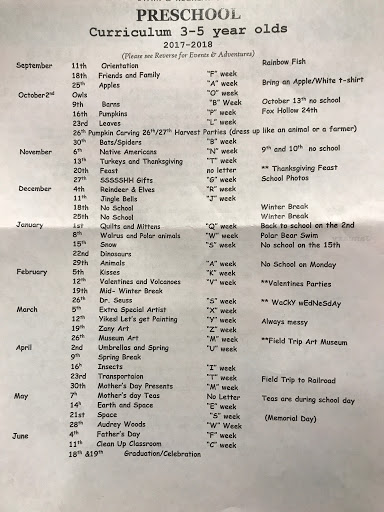 PRESCHOOL
Curriculum 3-5 year olds
2017-2018
(Please see Reverse for Events & Adventures)
September 11th Orientation Rainbow Fish
18th Friends and Family "F" week
25th Apples "A" week Bring an Apple/White t-shirt
October2nd Owls "O" week
9th Barns "B" Week October 13th no school
16th Pumpkins "P" week Fox Hollow 24th
23rd Leaves "L" week
26th Pumpkin Carving 26th/27th Harvest Parties (dress up like an animal or a farmer)
30th Bats/Spiders "B" week
November 6th Native Americans "N" week 9th and 10th no school
13th Turkeys and Thanksgiving "T" week
20th Feast no letter ** Thanksgiving Feast
27th SSSSSHH Gifts "G" week School Photos
December 4th Reindeer & Elves "R" week
11th Jingle Bells "J" week
18th No School Winter Break
25th No School Winter Break
January 1st Quilts and Mittens "Q" week Back to school on the 2nd
8th Walrus and Polar animals "W" week Polar Bear Swim
15th Snow "S" week No school on the 15th
22nd Dinosaurs
29th Animals "A" week No School on Monday
February 5th Kisses "K" week
12th Valentines and Volcanoes "V" week **Valentines Parties
19th Mid- Winter Break
26th Dr. Seuss "S" week ** WaCkY wEdNeSdAy
March 5th Extra Special Artist "X" week
12th Yikes! Let's get Painting "Y" week Always messy
19th Zany Art "Z" week
26th Museum Art "M" week **Field Trip Art Museum
April 2nd Umbrellas and Spring "U" week
9th Spring Break
16th Insects "I" week
23rd Transportaion "T" week Field Trip to Railroad
30th Mother's Day Presents "M" week
May 7th Mother's day Teas No Letter Teas are during school day
14th Earth and Space "E" week
21st Space "S" week (Memorial Day)
28th Audrey Woods "W" Week
June 4th Father's Day "F" week
11th Clean Up Classroom "C" week
18th &19th Graduation/Celebration